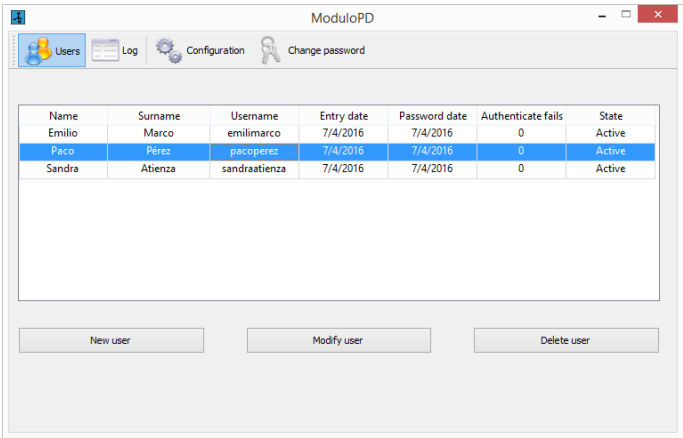 ModuloPD
Users Log Configuration Change password
Name Surname Username Entry date Password date Authenticate fails State
Emilio Marco emilimarco 7/4/2016 7/4/2016 0 Active
Paco Pérez pacoperez 7/4/2016 7/4/2016 0 Active
Sandra Atienza sandraatienza 7/4/2016 7/4/2016 0 Active
New user Modify user Delete user